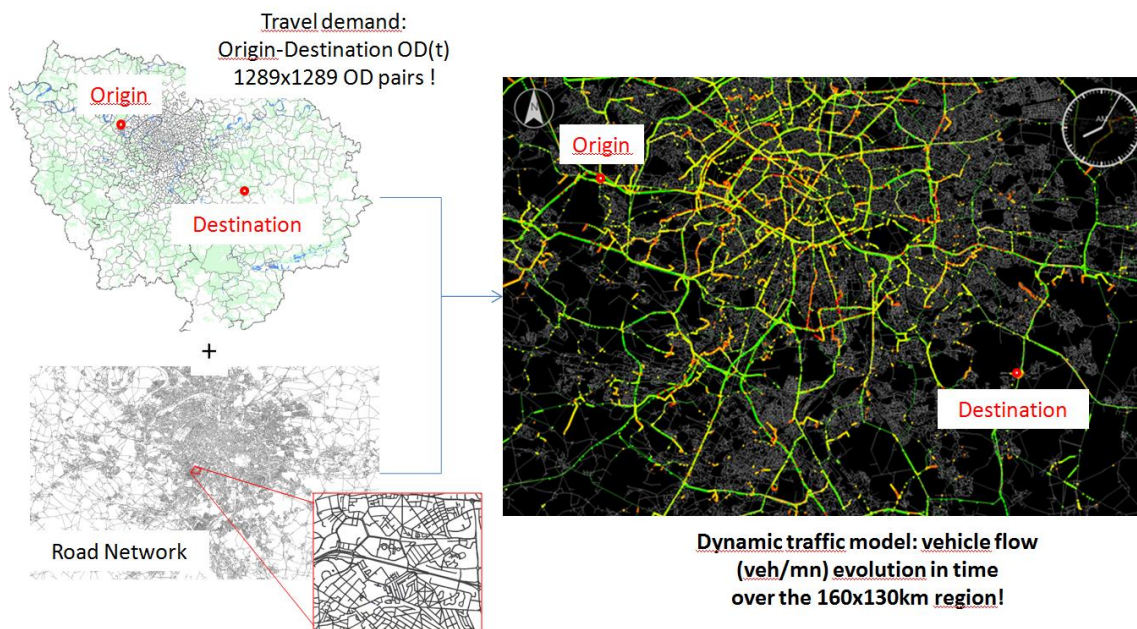 Travel demand:
Origin-Destination OD(t)
1289x1289 OD pairs !
Origin
Destination
+
Road Network
N
AM
Origin
Destination
Dynamic traffic model: vehicle flow
(veh/mn) evolution in time
over the 160x130km region!